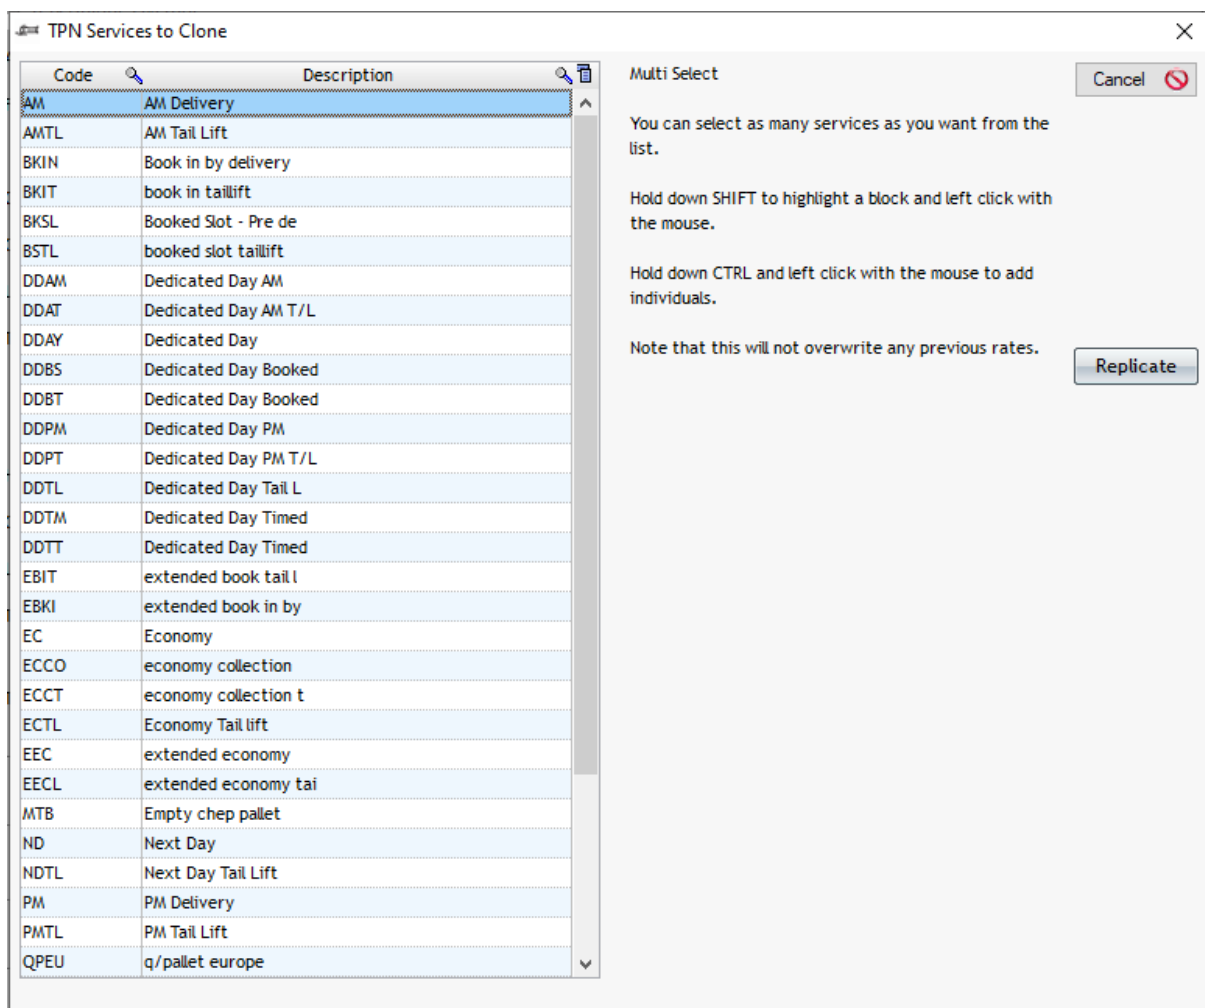 TPN Services to Clone
Code Description
AM AM Delivery
AMTL AM Tail Lift
BKIN Book in by delivery
BKIT book in taillift
BKSL Booked Slot - Pre de
BSTL booked slot taillift
DDAM Dedicated Day AM
DDAT Dedicated Day AM T/L
DDAY Dedicated Day
DDBS Dedicated Day Booked
DDBT Dedicated Day Booked
DDPM Dedicated Day PM
DDPT Dedicated Day PM T/L
DDTL Dedicated Day Tail L
DDTM Dedicated Day Timed
DDTT Dedicated Day Timed
EBIT extended book tail l
EBKI extended book in by
EC Economy
ECCO economy collection
ECCT economy collection t
ECTL Economy Tail lift
EEC extended economy
EECL extended economy tai
MTB Empty chep pallet
ND Next Day
NDTL Next Day Tail Lift
PM PM Delivery
PMTL PM Tail Lift
QPEU q/pallet europe
Multi Select
Cancel
You can select as many services as you want from the
list.
Hold down SHIFT to highlight a block and left click with
the mouse.
Hold down CTRL and left click with the mouse to add
individuals.
Note that this will not overwrite any previous rates.
Replicate